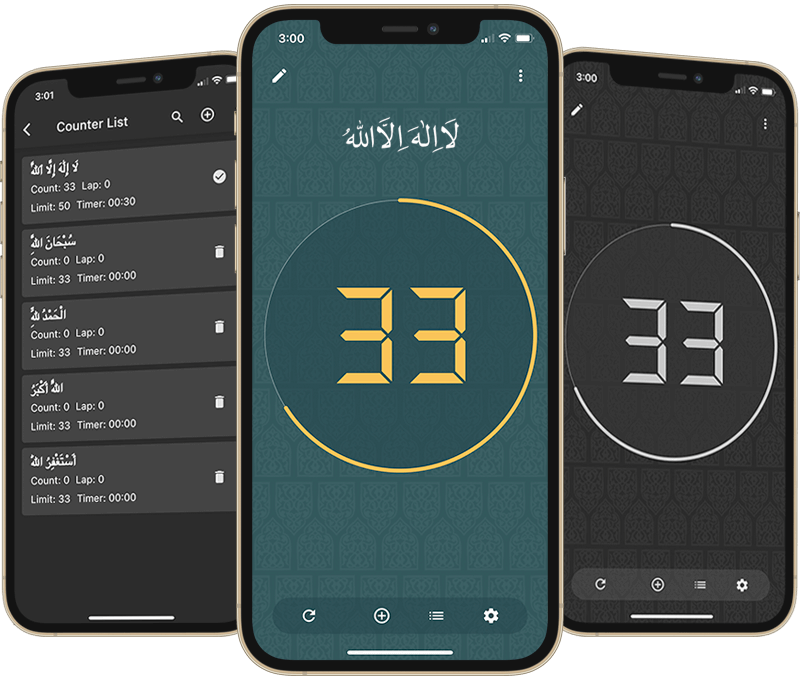 3:01
Counter List
لَا إِلٰهَ إِلَّا اللهُ
Count: 33 Lap: 0
Limit: 50 Timer: 00:30
سُبْحَانَ اللهِ
Count: 0 Lap: 0
Limit: 33 Timer: 00:00
الْحَمْدُ لِلّٰهِ
Count: 0 Lap: 0
Limit: 33 Timer: 00:00
اللهُ أَكْبَرُ
Count: 0 Lap: 0
Limit: 33 Timer: 00:00
أَسْتَغْفِرُ اللهَ
Count: 0 Lap: 0
Limit: 33 Timer: 00:00
3:00
لَا اِلٰهَ اِلَّا اللهُ
33
3:00
33